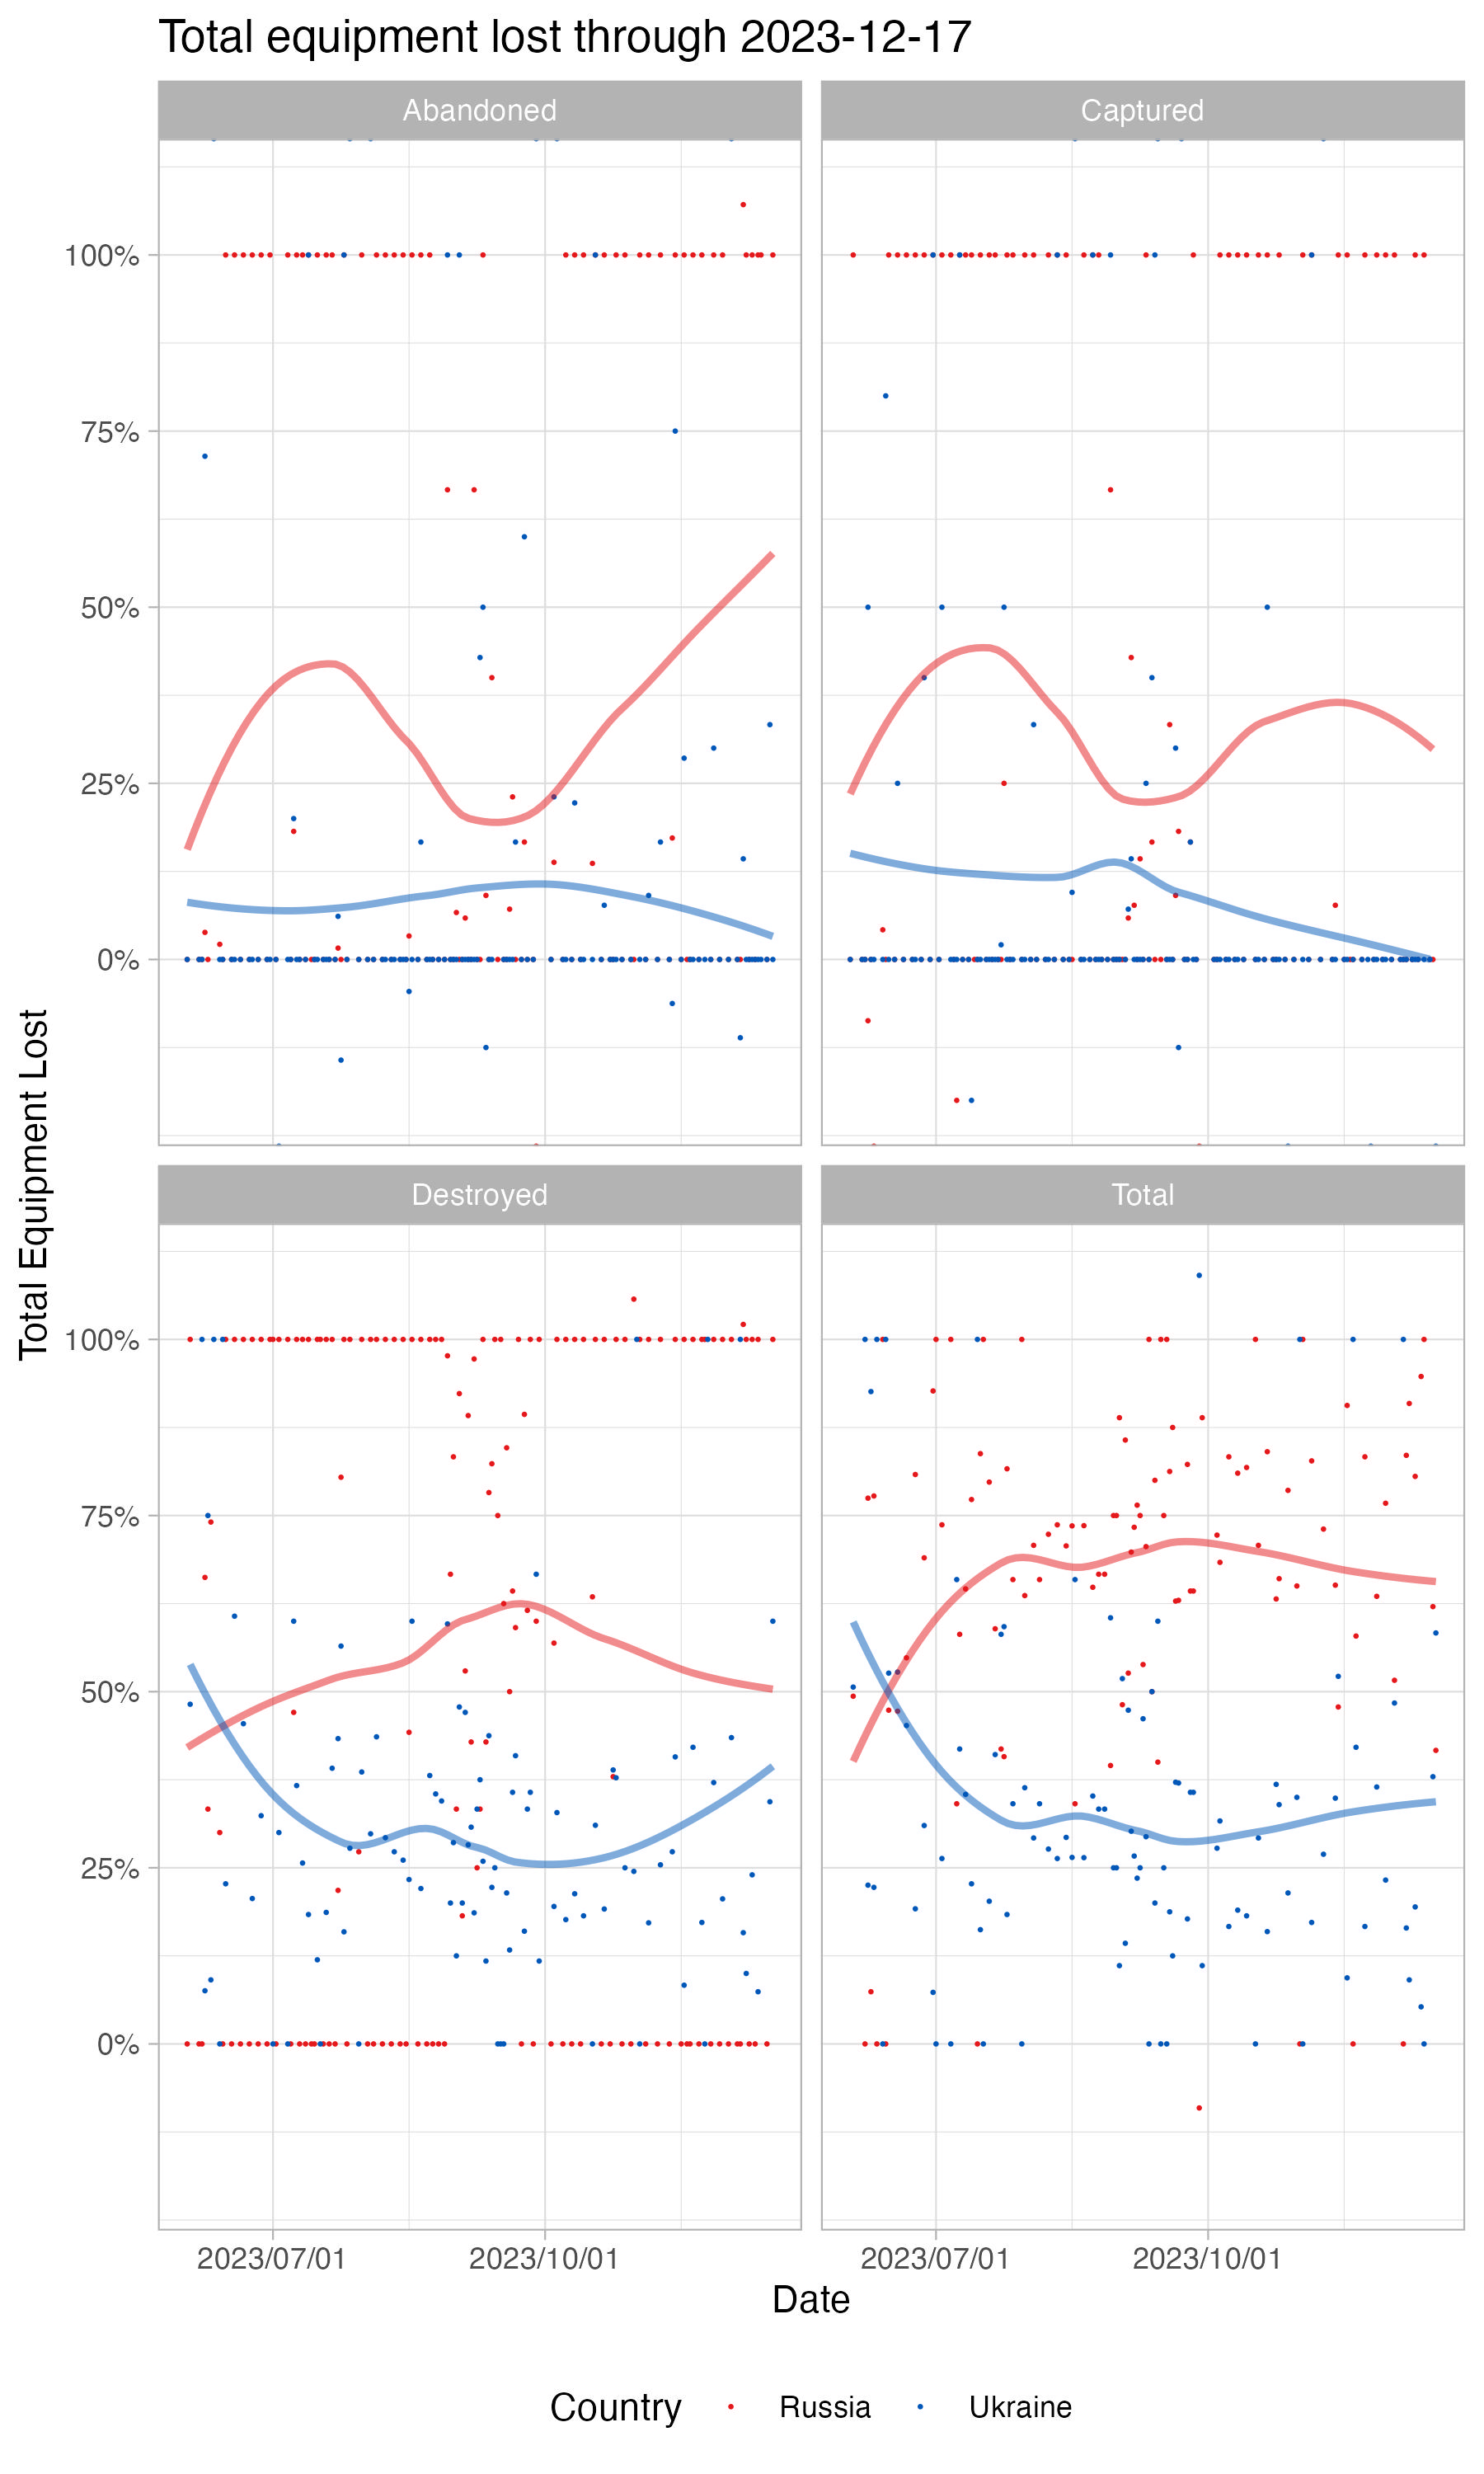 Total equipment lost through 2023-12-17
Abandoned
Captured
100%
75%
50%
25%
0%
Destroyed
Total
100%
75%
50%
25%
0%
Total Equipment Lost
2023/07/01
2023/10/01
2023/07/01
2023/10/01
Date
Country
Russia
Ukraine